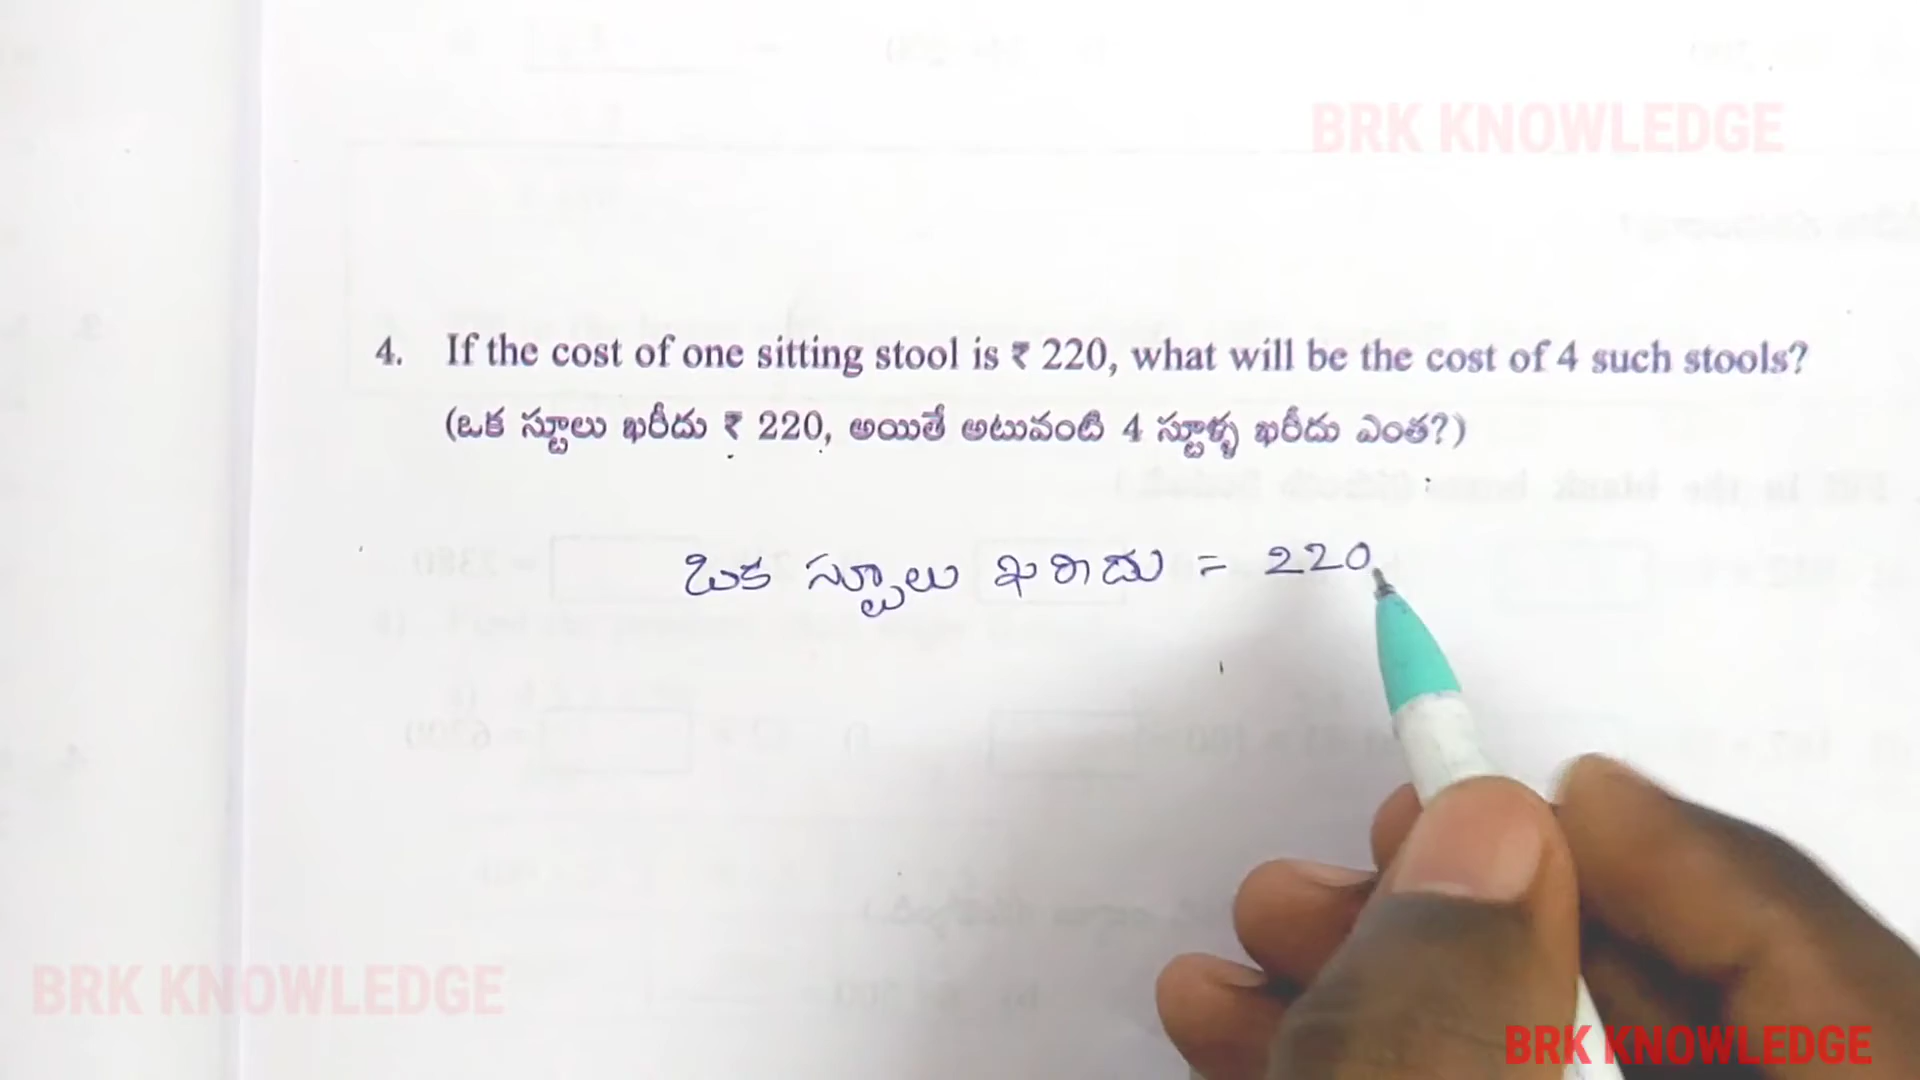 BRK KNOWLEDGE
4. If the cost of one sitting stool is ₹ 220, what will be the cost of 4 such stools?
(ఒక స్టూలు ఖరీదు ₹ 220, అయితే అటువంటి 4 స్టూళ్ళ ఖరీదు ఎంత?)
ఒక స్టూలు ఖరీదు = 220
BRK KNOWLEDGE
BRK KNOWLEDGE